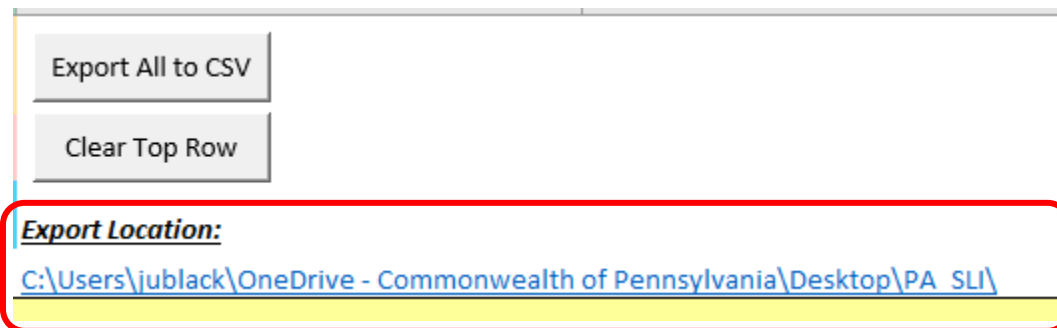 Export All to CSV
Clear Top Row
Export Location:
C:\Users\jublack\OneDrive - Commonwealth of Pennsylvania\Desktop\PA_SLI\